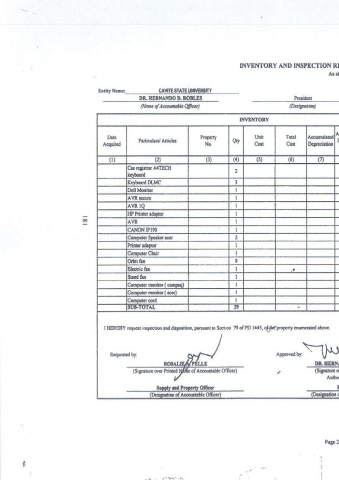 INVENTORY AND INSPECTION RE
As at
Entity Name: CAVITE STATE UNIVERSITY
DR. HERNANDO D. ROBLES President
(Name of Accountable Officer) (Designation)
INVENTORY
Date Acquired Particulars/ Articles Property No. Qty Unit Cost Total Cost Accumulated Depreciation
(1) (2) (3) (4) (5) (6) (7)
Cas registrar A4TECH keyboard 2
Keyboard DLMC 3
Dell Monitor 1
AVR secure 1
AVR 1Q 1
HP Printer adaptor 1
AVR 1
CANON IP190 1
Computer Speaker acer 2
Printer adaptor 1
Computer Chair 1
Orbit fan 9
Electric fan 1
Stand fan 1
Computer monitor ( compaq) 1
Computer monitor ( acer) 1
Computer cord 1
SUB-TOTAL 29 -
181
I HEREBY request inspection and disposition, pursuant to Section 79 of PD 1445, of the property enumerated above.
Requested by: Approved by:
ROSALIE PELLE DR. HERN
(Signature over Printed Name of Accountable Officer) (Signature o
Autho
Supply and Property Officer
(Designation of Accountable Officer) (Designation o
Page 2